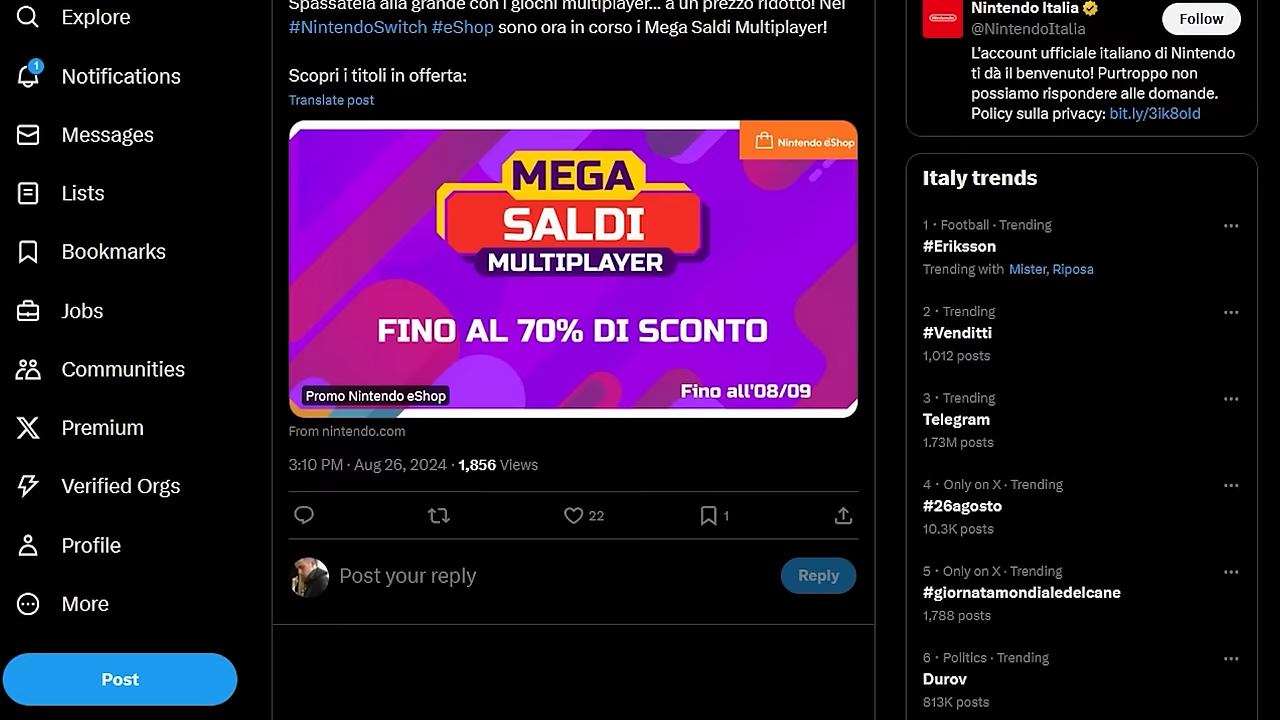 Explore
1
Notifications
Messages
Lists
Bookmarks
Jobs
Communities
Premium
Verified Orgs
Profile
More
Post
Spassatela alla grande con i giochi multiplayer... a un prezzo ridotto! Nel
#NintendoSwitch #eShop sono ora in corso i Mega Saldi Multiplayer!
Scopri i titoli in offerta:
Translate post
Nintendo eShop
MEGA
SALDI
MULTIPLAYER
FINO AL 70% DI SCONTO
Fino all'08/09
Promo Nintendo eShop
From nintendo.com
3:10 PM · Aug 26, 2024 · 1,856 Views
22
1
Post your reply
Reply
Nintendo Italia
@NintendoItalia
Follow
L'account ufficiale italiano di Nintendo
ti dà il benvenuto! Purtroppo non
possiamo rispondere alle domande.
Policy sulla privacy: bit.ly/3ik8old
Italy trends
1 · Football · Trending
#Eriksson
Trending with Mister, Riposa
2 · Trending
#Venditti
1,012 posts
3 · Trending
Telegram
1.73M posts
4 · Only on X · Trending
#26agosto
10.3K posts
5 · Only on X · Trending
#giornatamondialedelcane
1,788 posts
6 · Politics · Trending
Durov
813K posts